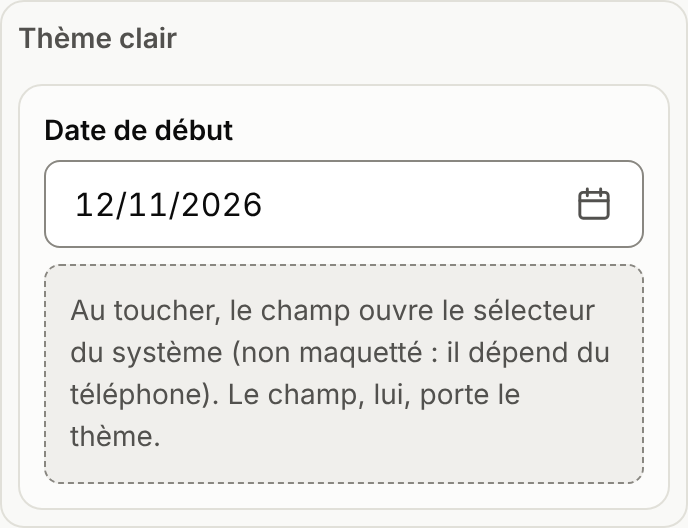 Thème clair
Date de début
12/11/2026
Au toucher, le champ ouvre le sélecteur
du système (non maquetté : il dépend du
téléphone). Le champ, lui, porte le
thème.